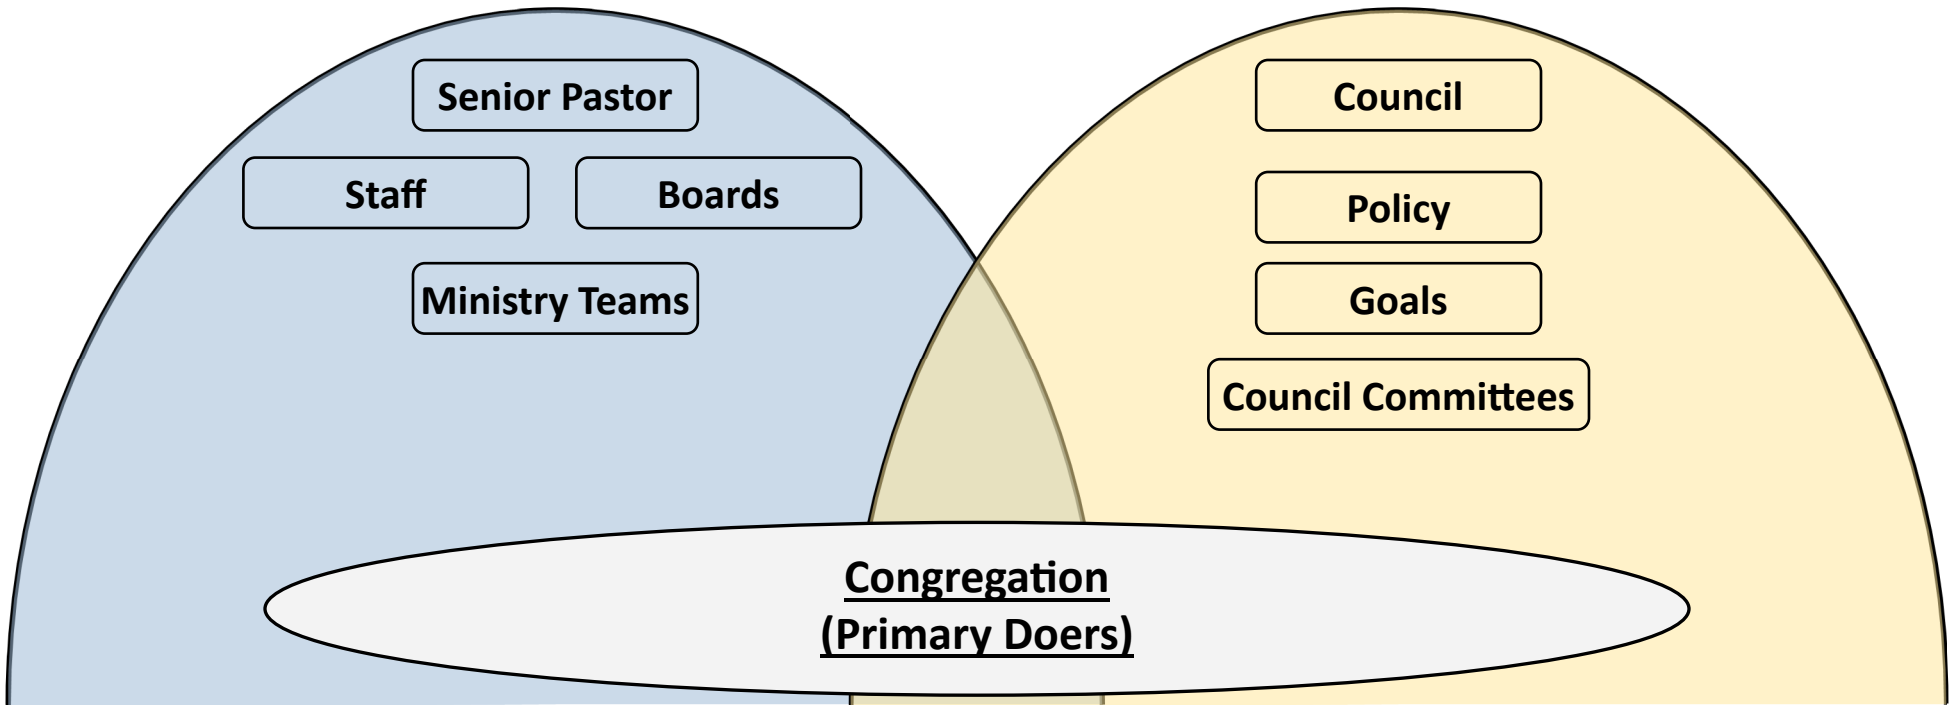 Senior Pastor
Staff
Boards
Ministry Teams
Council
Policy
Goals
Council Committees
Congregation
(Primary Doers)